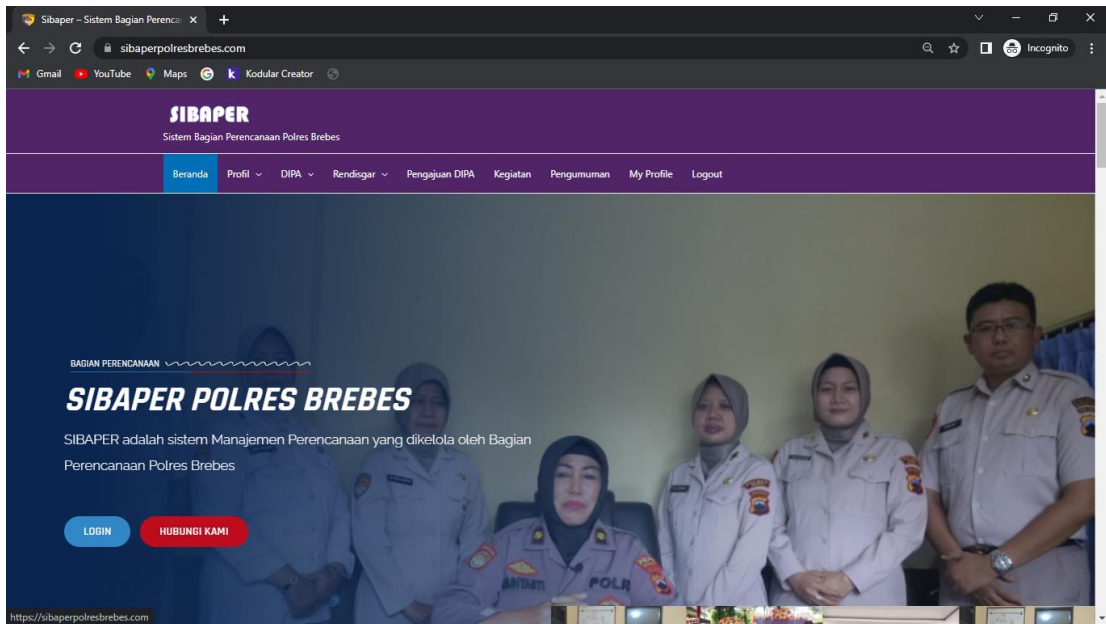 Sibaper – Sistem Bagian Perencan
sibaperpolresbrebes.com
Incognito
Gmail
YouTube
Maps
Kodular Creator
SIBAPER
Sistem Bagian Perencanaan Polres Brebes
Beranda
Profil
DIPA
Rendisgar
Pengajuan DIPA
Kegiatan
Pengumuman
My Profile
Logout
BAGIAN PERENCANAAN
SIBAPER POLRES BREBES
SIBAPER adalah sistem Manajemen Perencanaan yang dikelola oleh Bagian
Perencanaan Polres Brebes
LOGIN
HUBUNGI KAMI
https://sibaperpolresbrebes.com